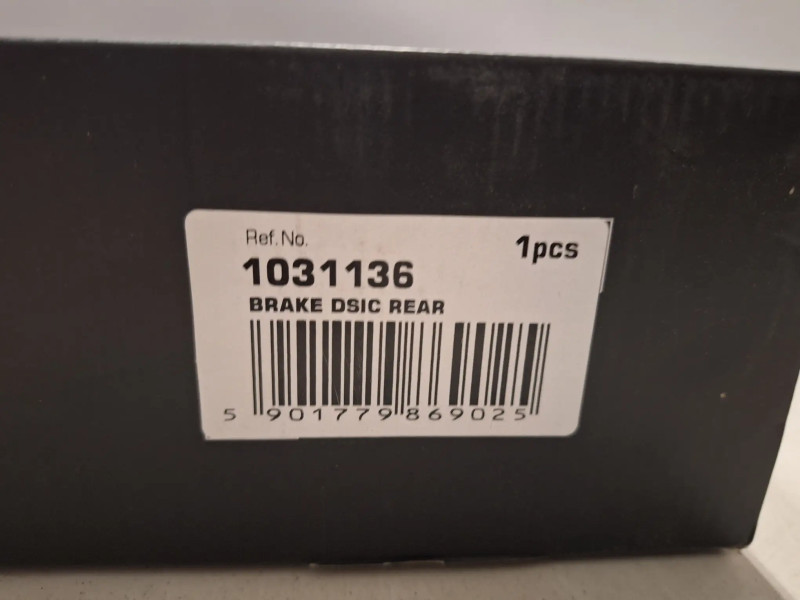 Ref. No.
1pcs
1031136
BRAKE DSIC REAR
5 901779 869025